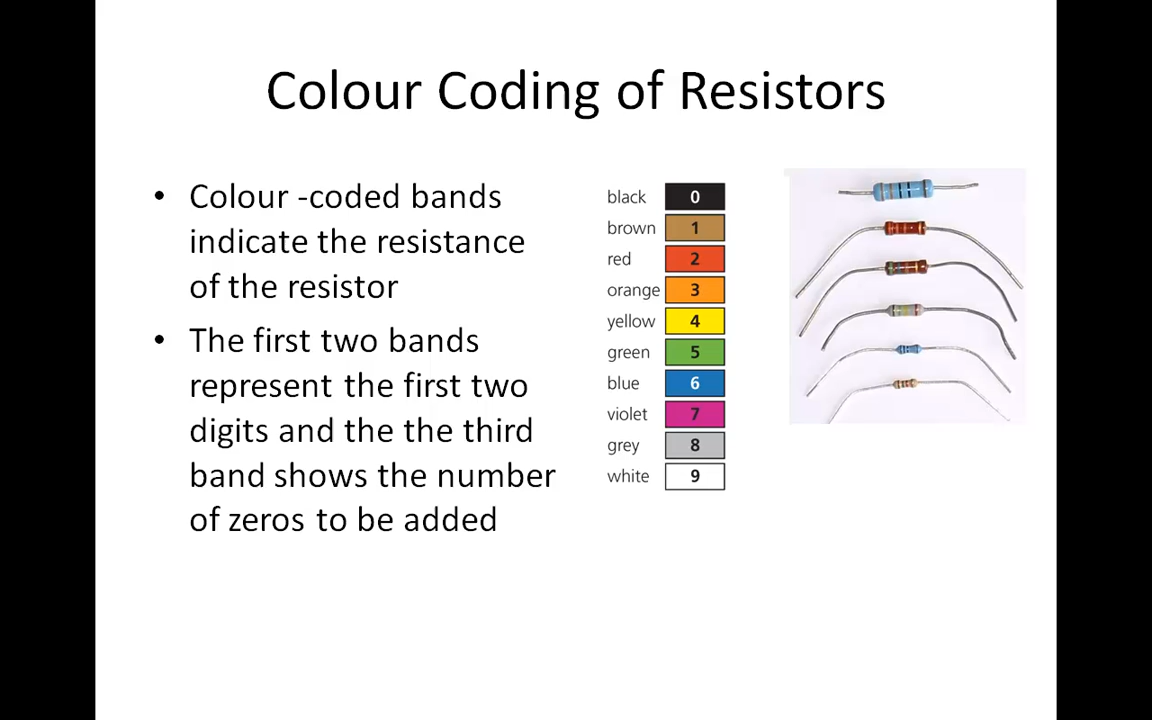 Colour Coding of Resistors
• Colour -coded bands
indicate the resistance
of the resistor
• The first two bands
represent the first two
digits and the the third
band shows the number
of zeros to be added
black 0
brown 1
red 2
orange 3
yellow 4
green 5
blue 6
violet 7
grey 8
white 9